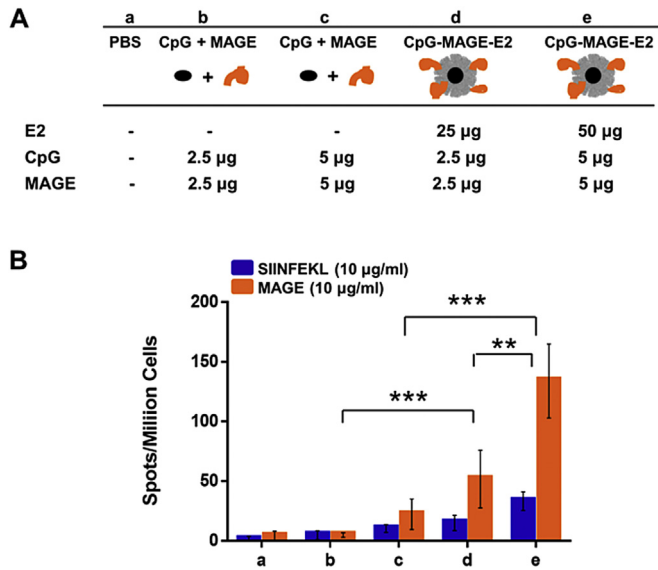 A
a b c d e
PBS CpG + MAGE CpG + MAGE CpG-MAGE-E2 CpG-MAGE-E2
+ +
E2 - - - 25 µg 50 µg
CpG - 2.5 µg 5 µg 2.5 µg 5 µg
MAGE - 2.5 µg 5 µg 2.5 µg 5 µg
B
SIINFEKL (10 µg/ml)
MAGE (10 µg/ml)
Spots/Miliion Cells
200
150
100
50
0
***
**
***
a b c d e